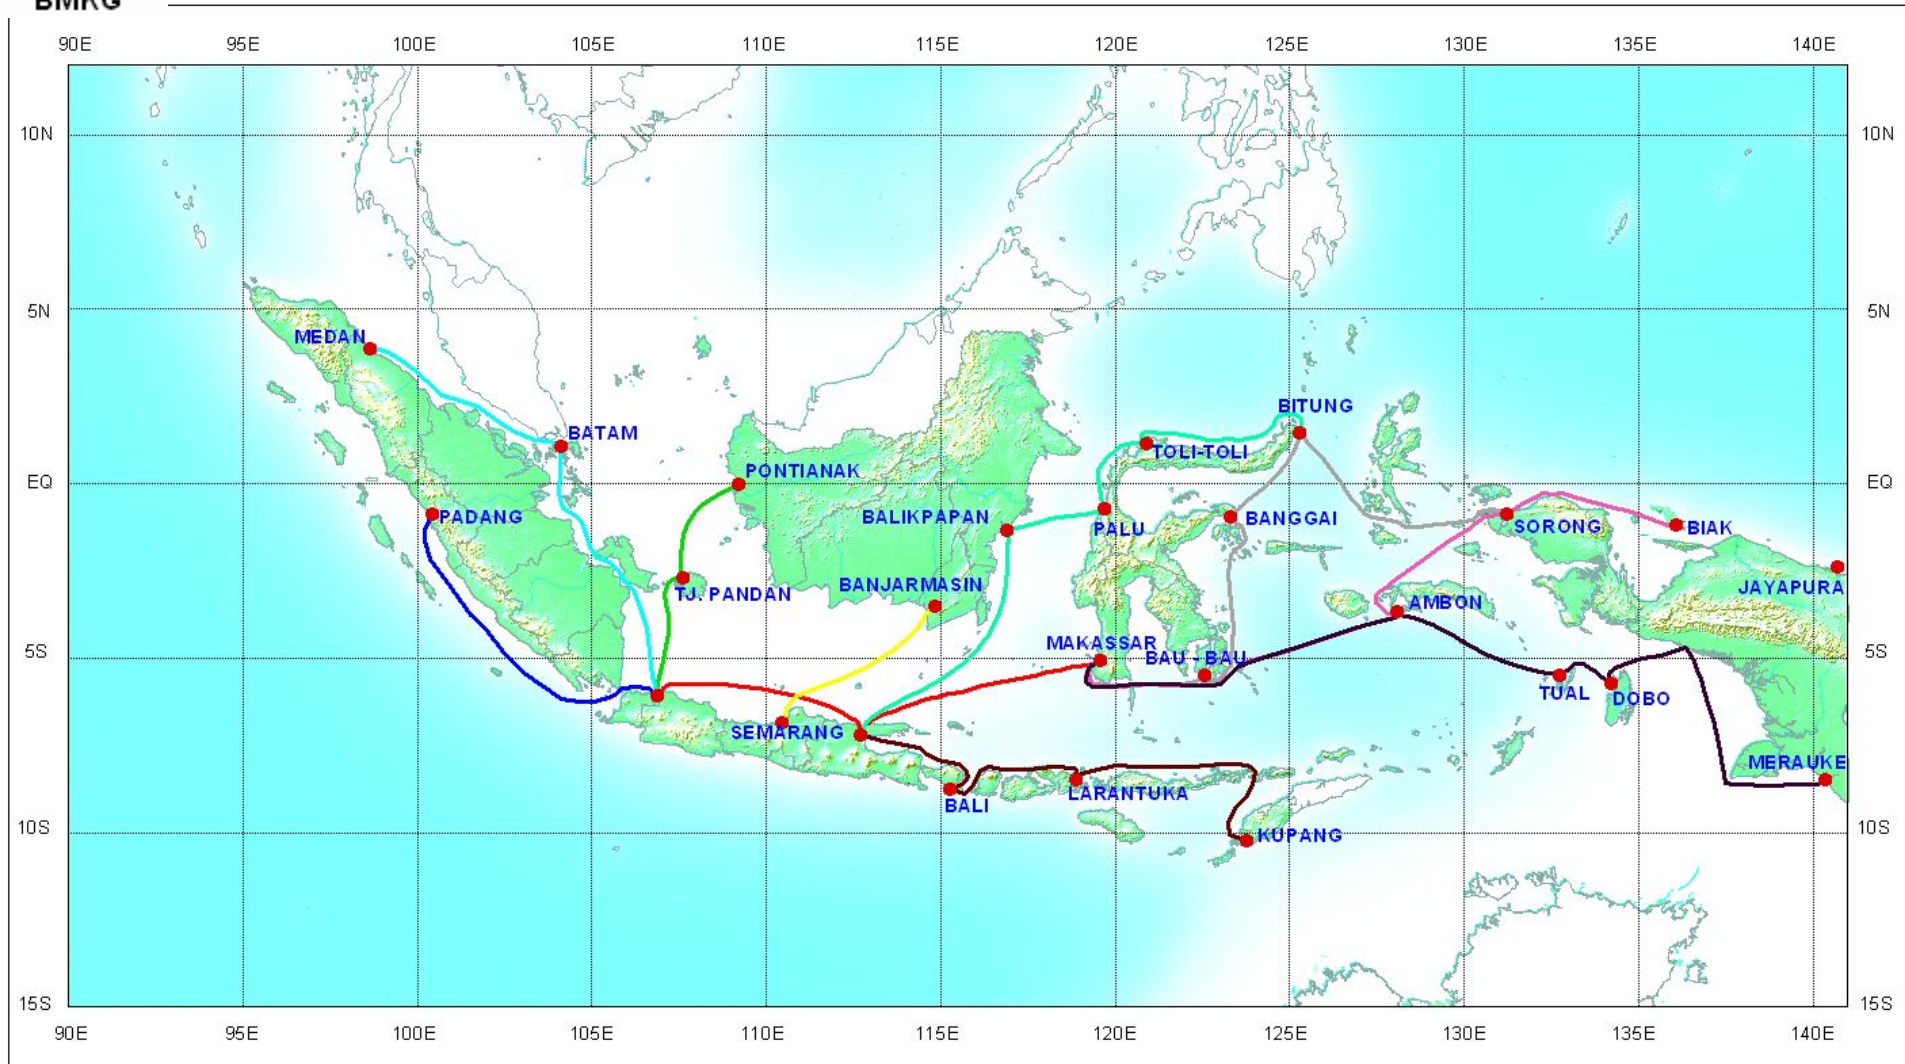 BMKG
90E 95E 100E 105E 110E 115E 120E 125E 130E 135E 140E
10N 10N
5N 5N
MEDAN
BITUNG
BATAM
TOLI-TOLI
PONTIANAK
EQ EQ
PADANG BALIKPAPAN PALU BANGGAI SORONG BIAK
BANJARMASIN JAYAPURA
TJ. PANDAN AMBON
MAKASSAR
5S BAU - BAU 5S
TUAL DOBO
SEMARANG
MERAUKE
BALI LARANTUKA
10S KUPANG 10S
15S 15S
90E 95E 100E 105E 110E 115E 120E 125E 130E 135E 140E